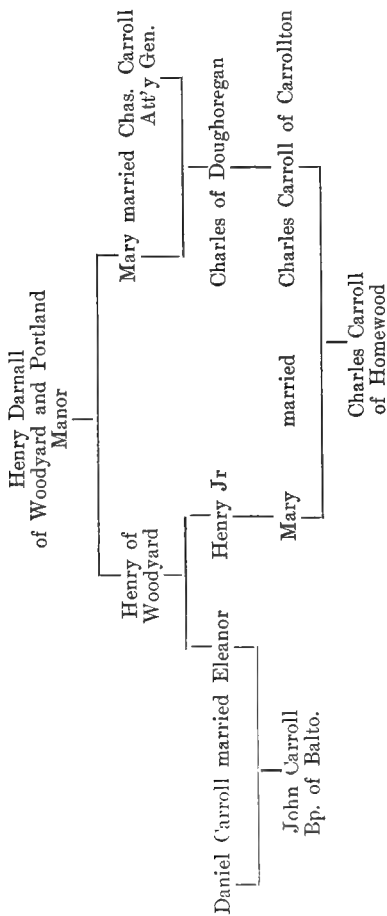 Henry Darnall
of Woodyard and Portland
Manor
Mary married Chas. Carroll
Att'y Gen.
Henry of
Woodyard
Charles of Doughoregan
Daniel Carroll married Eleanor
Henry Jr
John Carroll
Bp. of Balto.
Mary married Charles Carroll of Carrollton
Charles Carroll
of Homewood